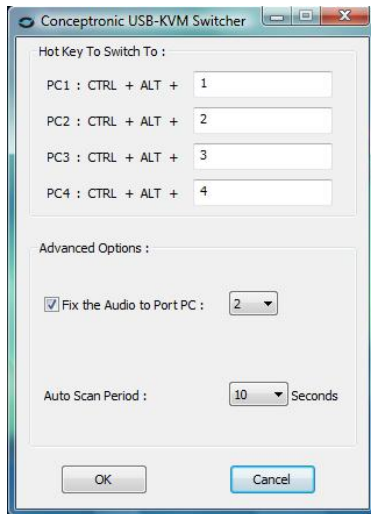 Conceptronic USB-KVM Switcher
Hot Key To Switch To :
PC1 : CTRL + ALT + 1
PC2 : CTRL + ALT + 2
PC3 : CTRL + ALT + 3
PC4 : CTRL + ALT + 4
Advanced Options :
Fix the Audio to Port PC : 2
Auto Scan Period : 10 Seconds
OK Cancel